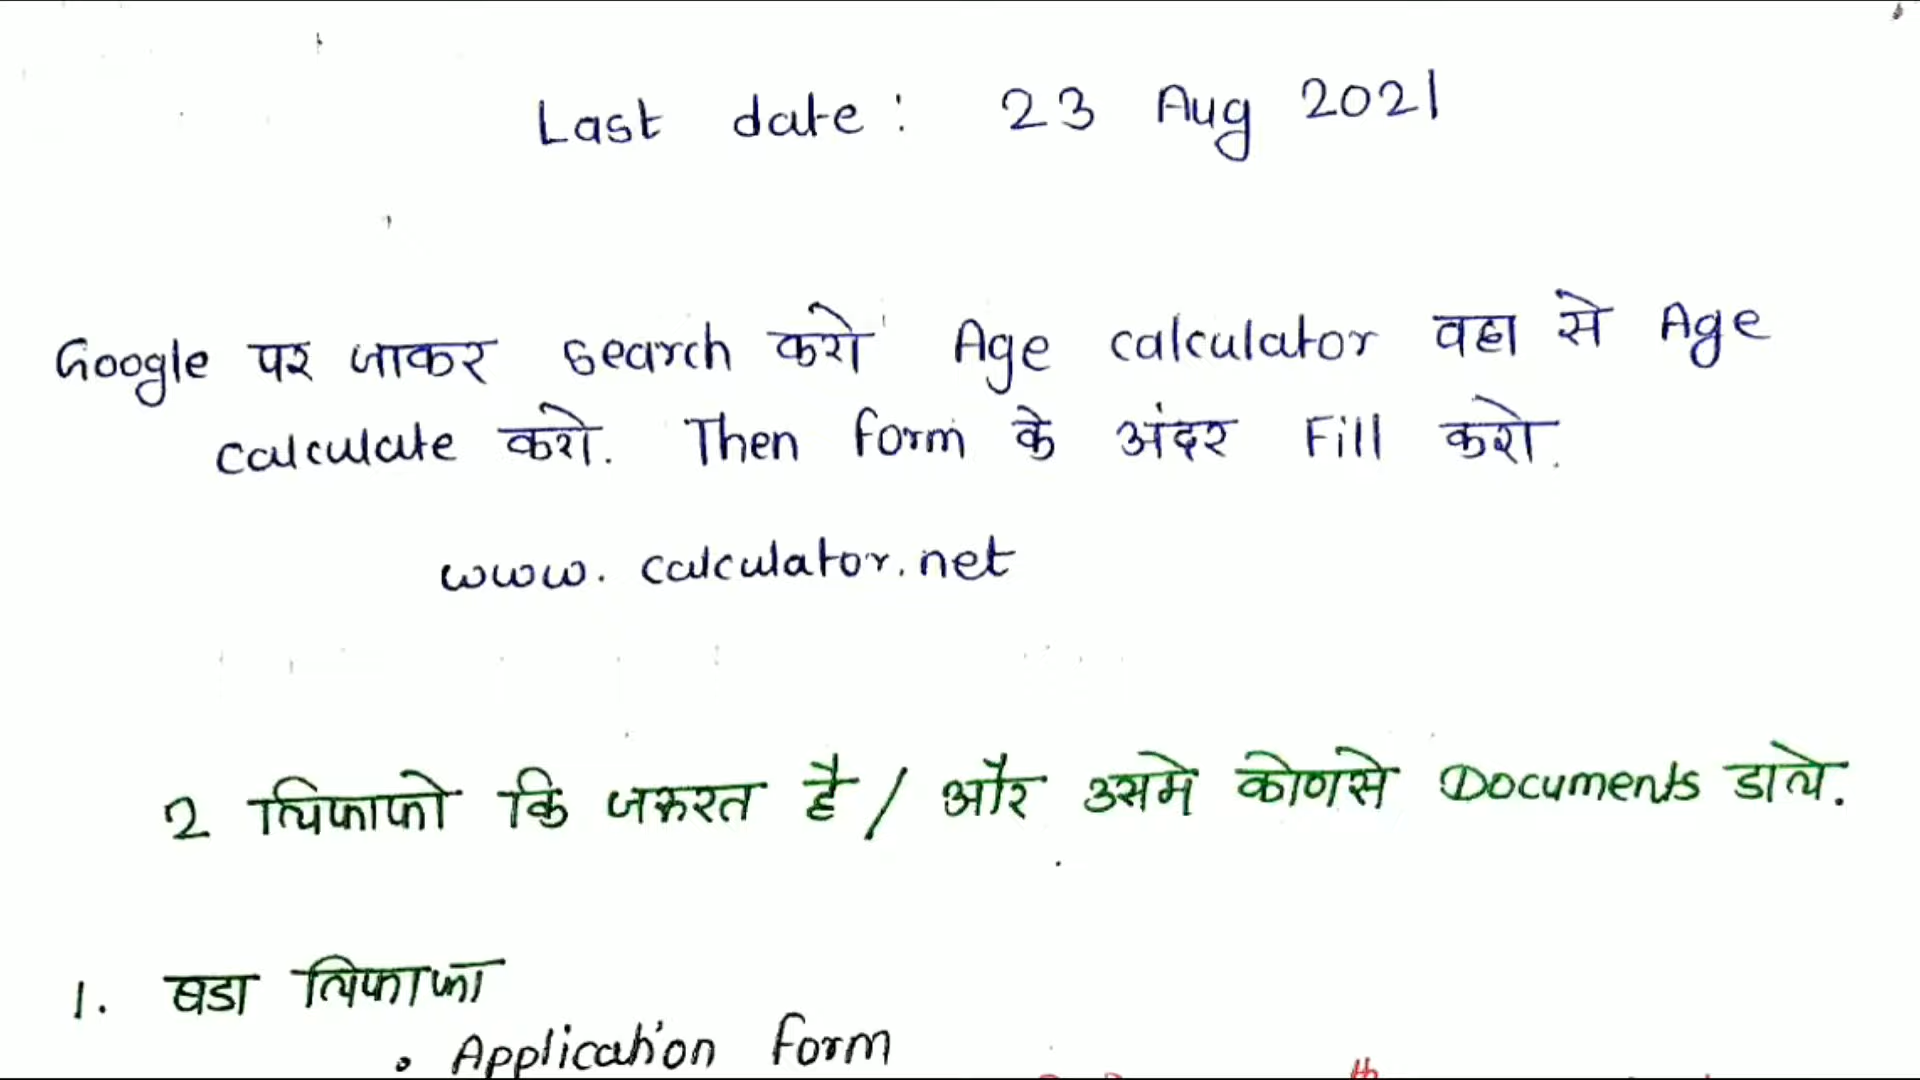 Last date : 23 Aug 2021
Google पर जाकर search करो Age calculator वहा से Age
calculate करो. Then form के अंदर Fill करो.
www.calculator.net
2 लिफाफो कि जरुरत है / और उसमे कोणसे Documents डाले.
1. बडा लिफाफा
• Application form
th